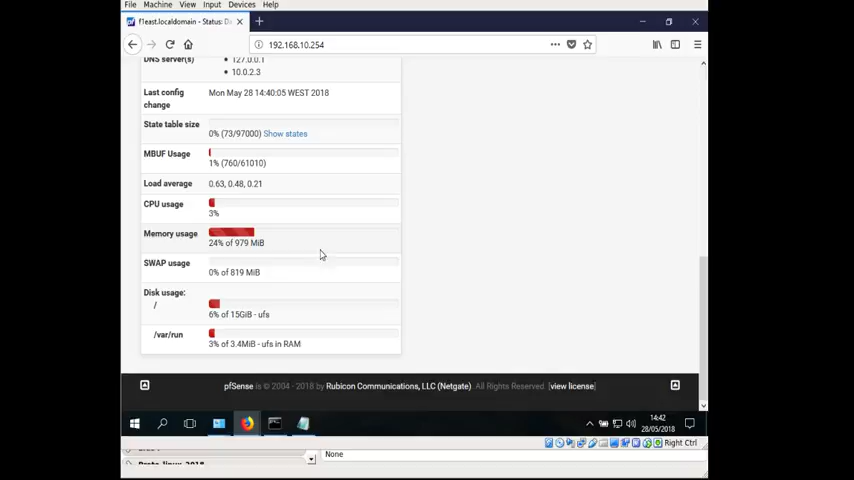 File Machine View Input Devices Help
f1east.localdomain - Status: Da
192.168.10.254
DNS server(s)
127.0.0.1
10.0.2.3
Last config change
Mon May 28 14:40:05 WEST 2018
State table size
0% (73/97000) Show states
MBUF Usage
1% (760/61010)
Load average
0.63, 0.48, 0.21
CPU usage
3%
Memory usage
24% of 979 MiB
SWAP usage
0% of 819 MiB
Disk usage:
/
6% of 15GiB - ufs
/var/run
3% of 3.4MiB - ufs in RAM
pfSense is © 2004 - 2018 by Rubicon Communications, LLC (Netgate). All Rights Reserved. [view license]
14:42
28/05/2018
Right Ctrl
None